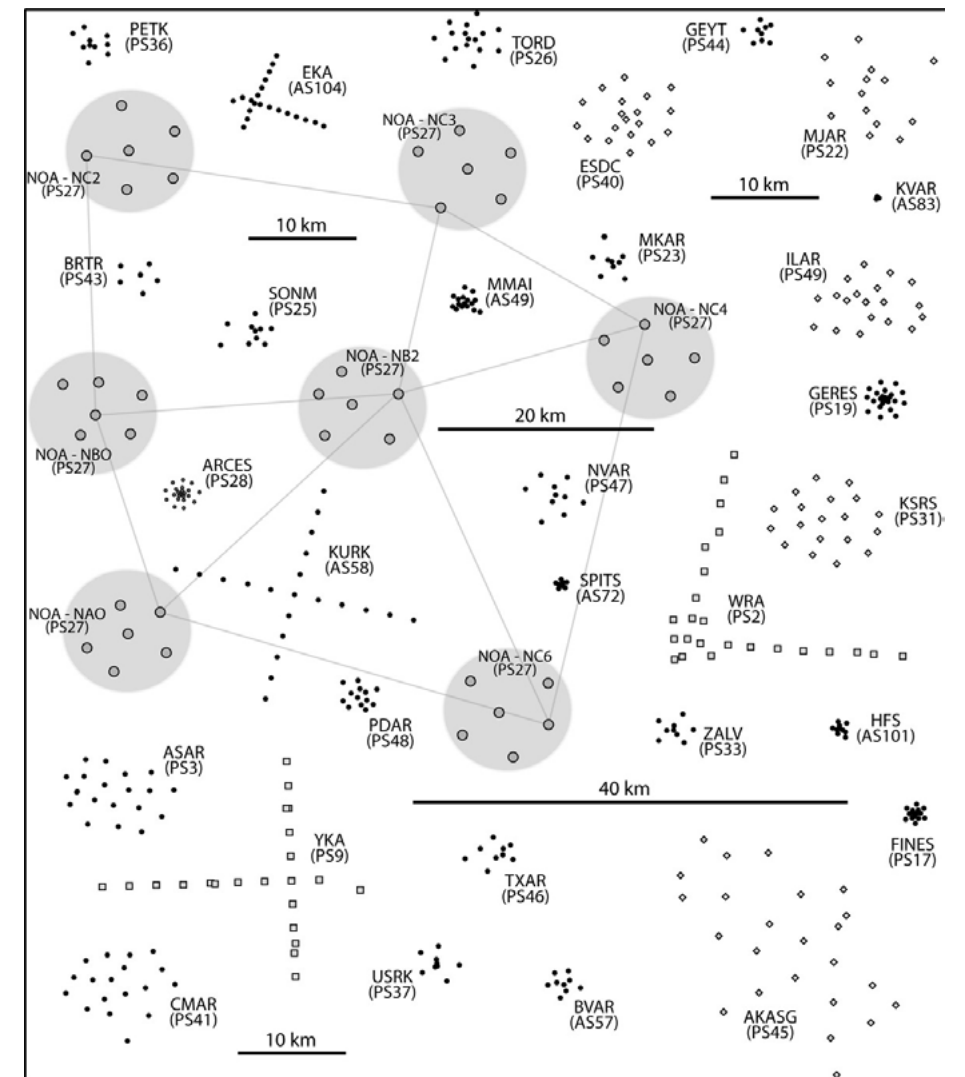 PETK
(PS36)
EKA
(AS104)
TORD
(PS26)
GEYT
(PS44)
NOA - NC3
(PS27)
ESDC
(PS40)
MJAR
(PS22)
NOA - NC2
(PS27)
10 km
10 km
KVAR
(AS83)
BRTR
(PS43)
SONM
(PS25)
MMAI
(AS49)
MKAR
(PS23)
ILAR
(PS49)
NOA - NC4
(PS27)
NOA - NB2
(PS27)
GERES
(PS19)
20 km
NOA - NBO
(PS27)
ARCES
(PS28)
NVAR
(PS47)
KSRS
(PS31)
KURK
(AS58)
SPITS
(AS72)
WRA
(PS2)
NOA - NAO
(PS27)
NOA - NC6
(PS27)
PDAR
(PS48)
ZALV
(PS33)
HFS
(AS101)
ASAR
(PS3)
40 km
YKA
(PS9)
FINES
(PS17)
TXAR
(PS46)
USRK
(PS37)
BVAR
(AS57)
CMAR
(PS41)
AKASG
(PS45)
10 km